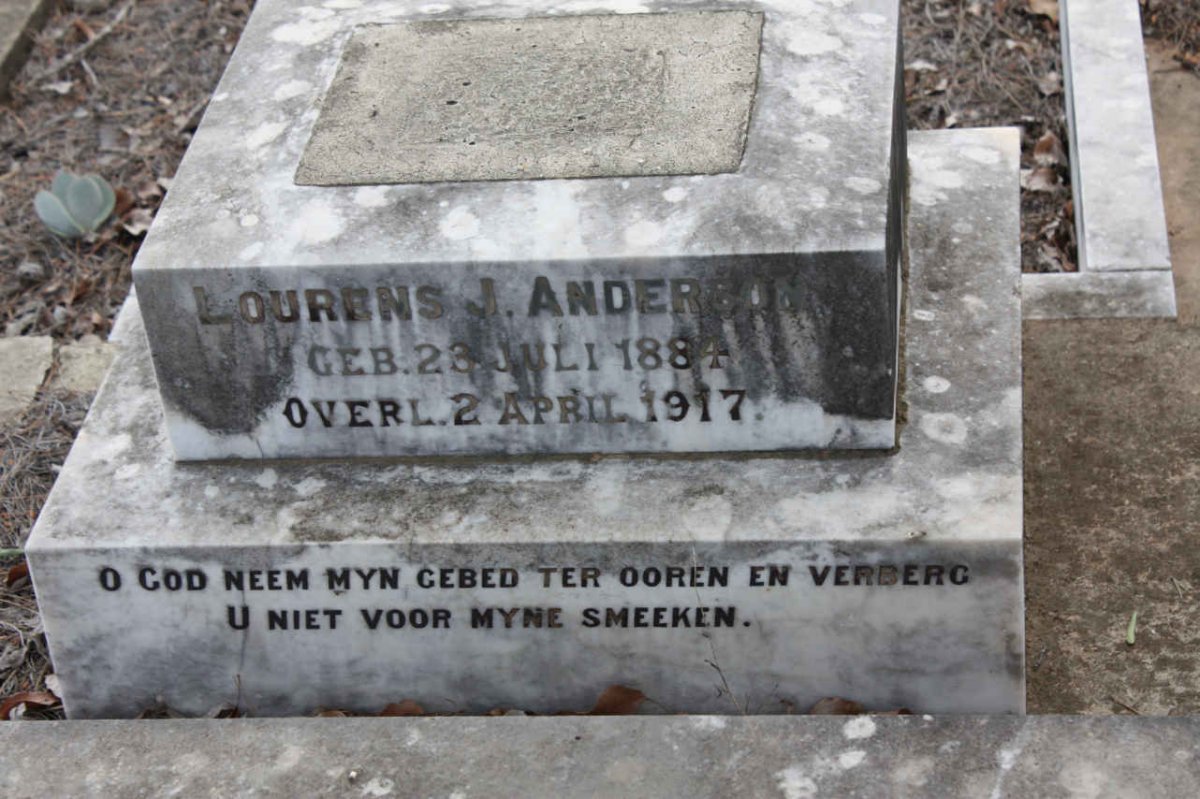 LOURENS J. ANDERSON
GEB. 23 JULI 1884
OVERL. 2 APRIL 1917.
O GOD NEEM MYN GEBED TER OOREN EN VERBERG
U NIET VOOR MYNE SMEEKEN.